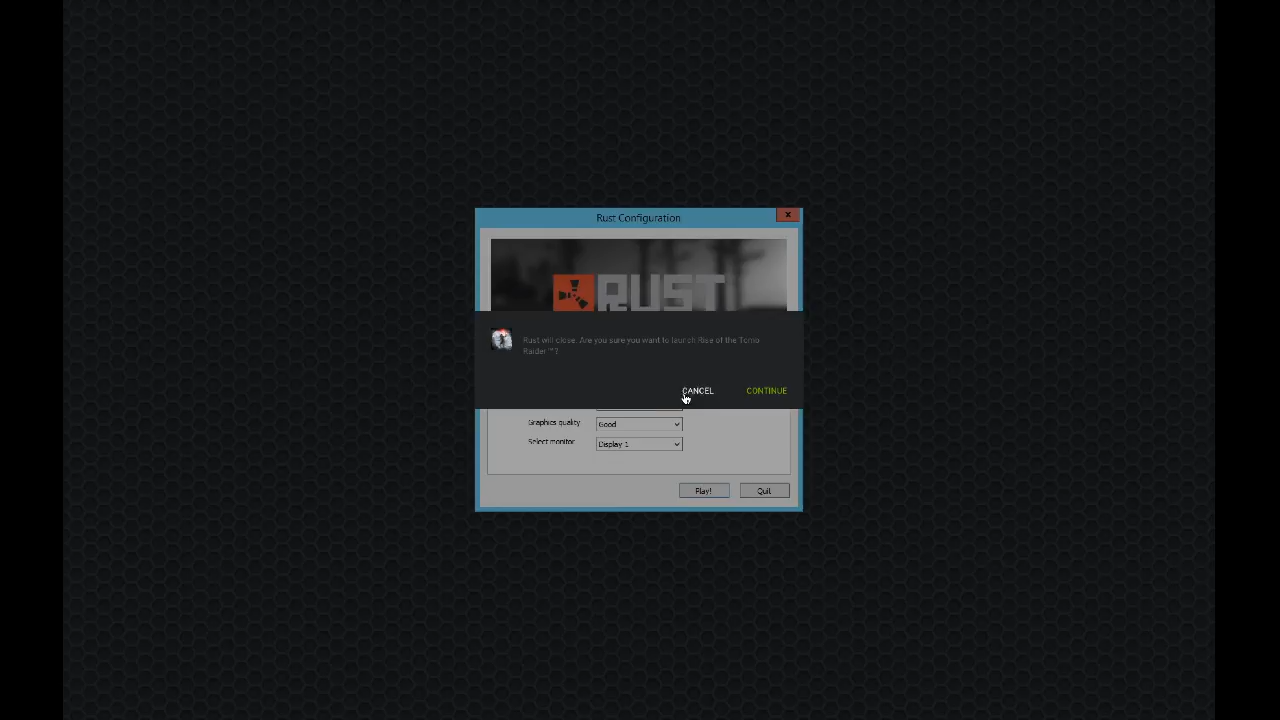 Rust Configuration
x
RUST
Rust will close. Are you sure you want to launch Rise of the Tomb
Raider™?
CANCEL CONTINUE
Graphics quality Good
Select monitor Display 1
Play! Quit